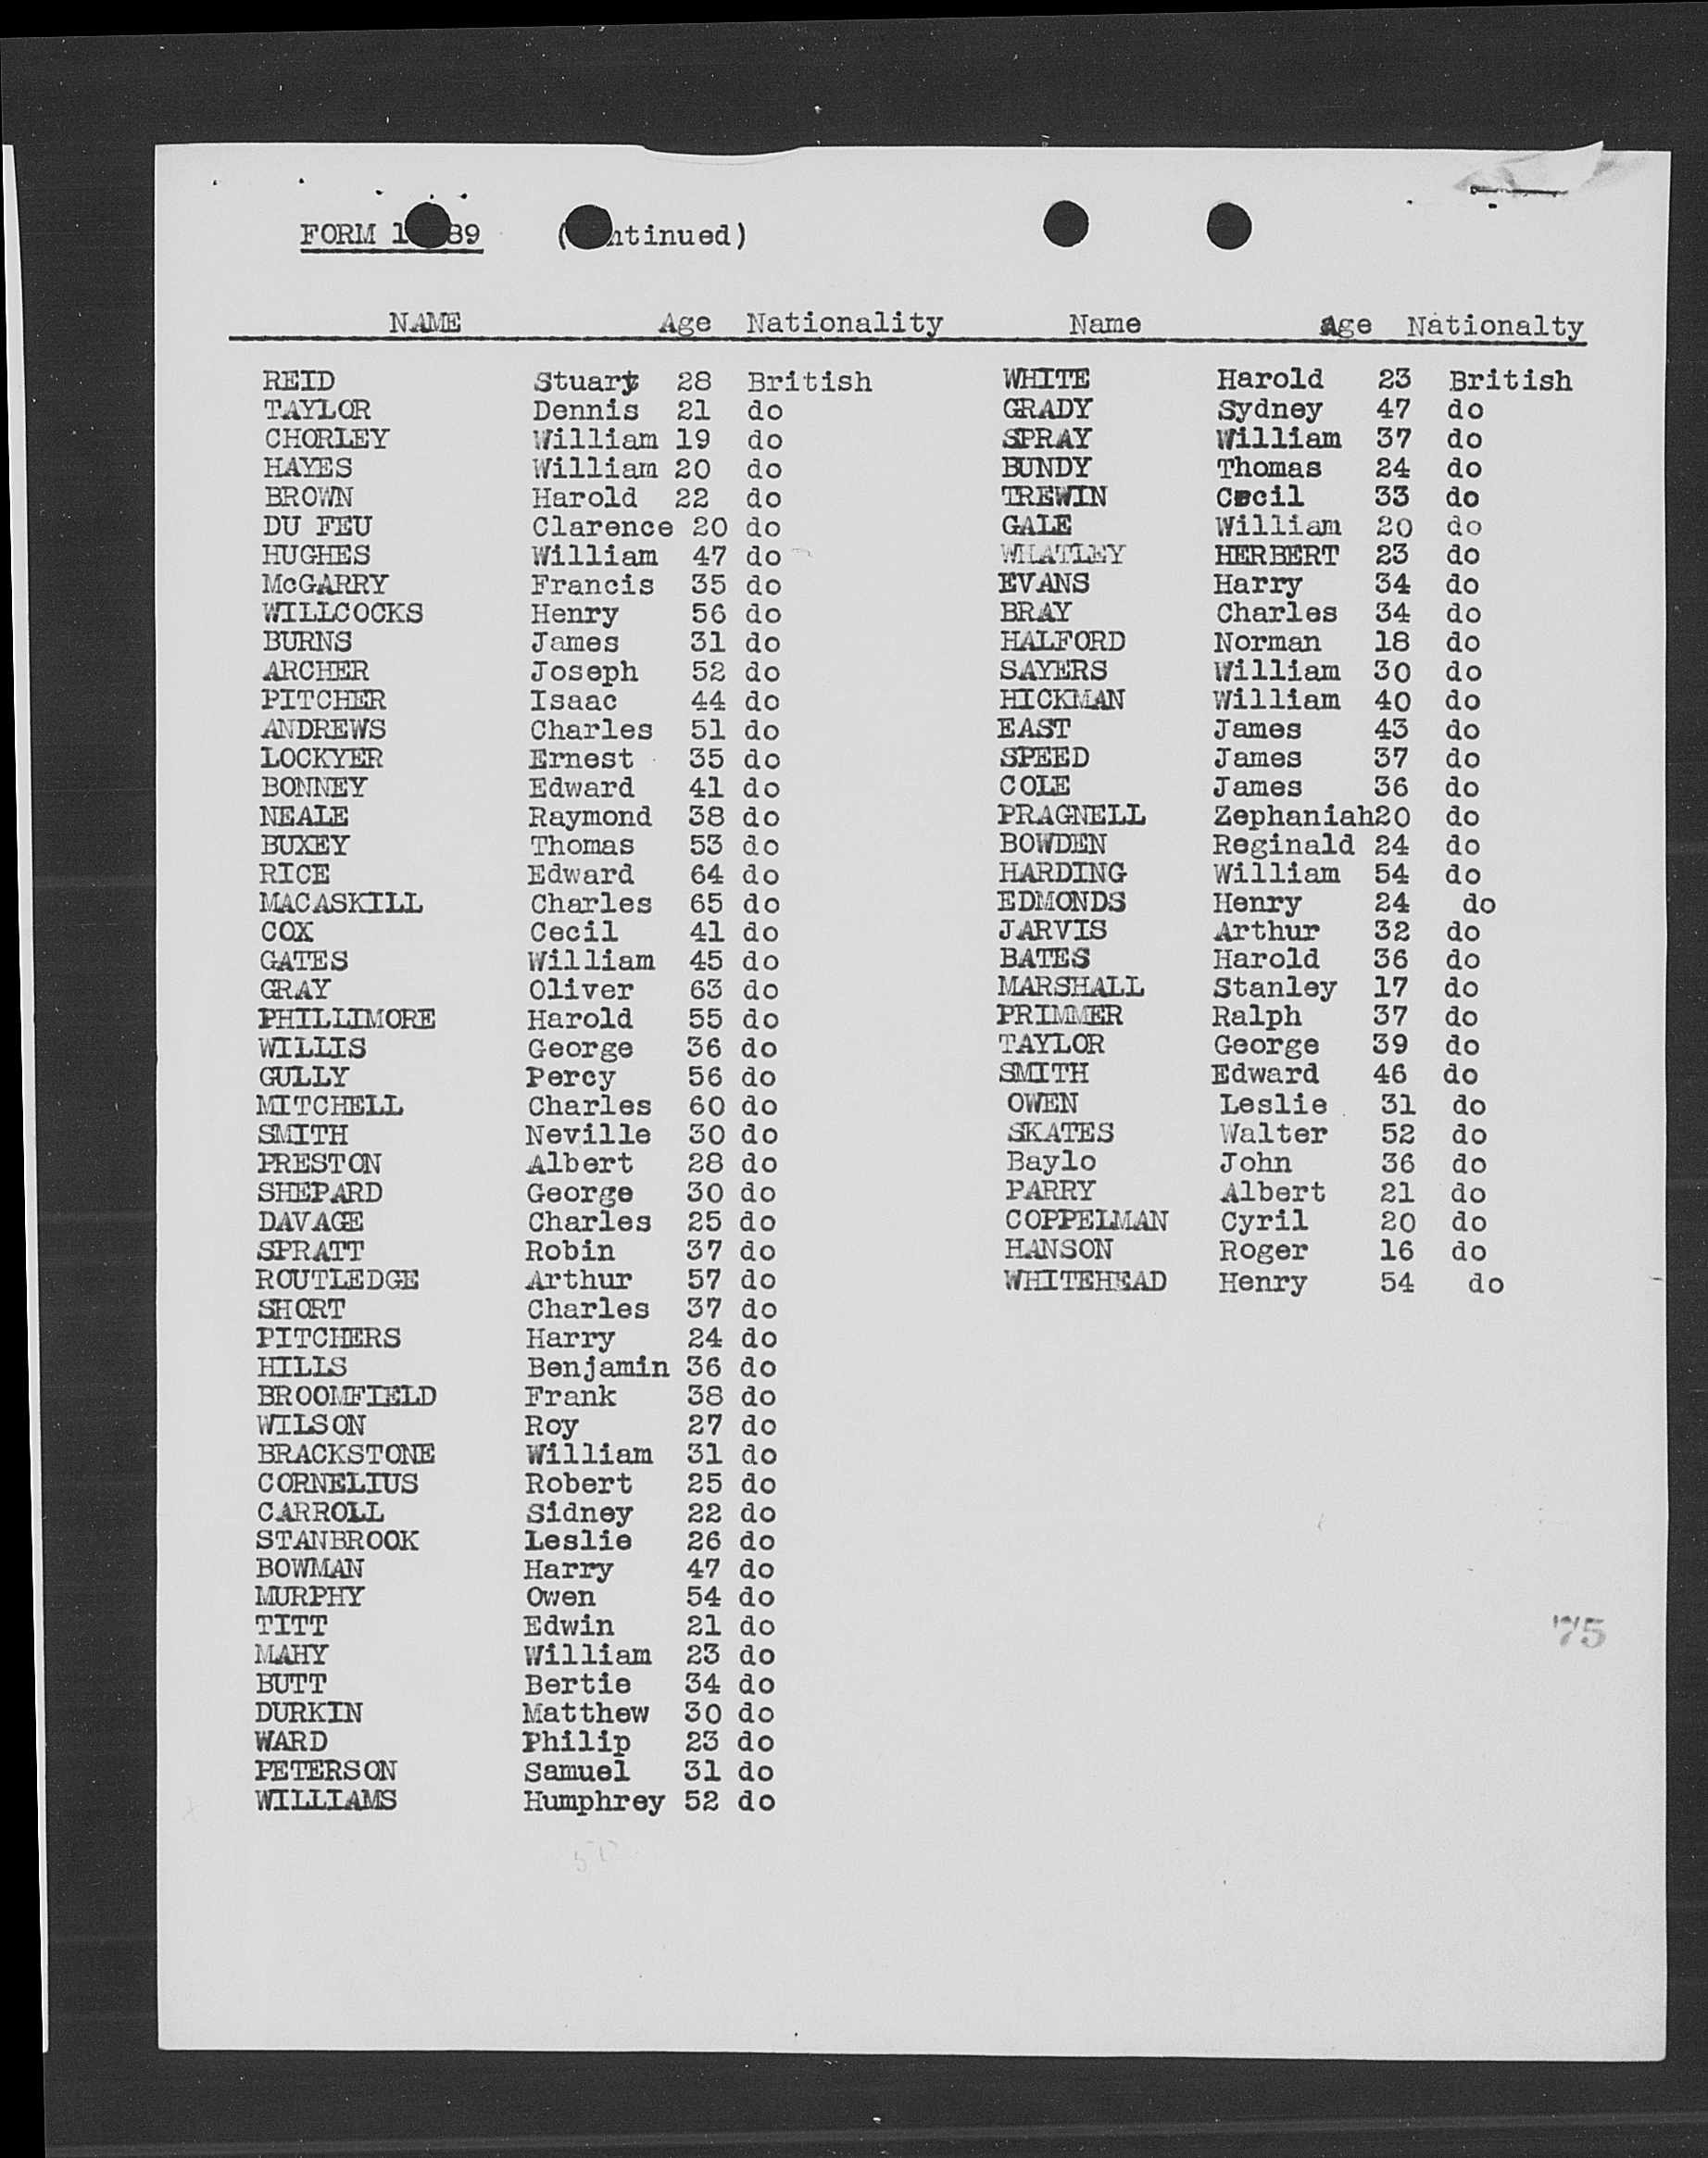 FORM 1 89 ( ntinued)
NAME Age Nationality
REID Stuart 28 British
TAYLOR Dennis 21 do
CHORLEY William 19 do
HAYES William 20 do
BROWN Harold 22 do
DU FEU Clarence 20 do
HUGHES William 47 do
McGARRY Francis 35 do
WILLCOCKS Henry 56 do
BURNS James 31 do
ARCHER Joseph 52 do
PITCHER Isaac 44 do
ANDREWS Charles 51 do
LOCKYER Ernest 35 do
BONNEY Edward 41 do
NEALE Raymond 38 do
BUXEY Thomas 53 do
RICE Edward 64 do
MACASKILL Charles 65 do
COX Cecil 41 do
GATES William 45 do
GRAY Oliver 63 do
PHILLIMORE Harold 55 do
WILLIS George 36 do
GULLY Percy 56 do
MITCHELL Charles 60 do
SMITH Neville 30 do
PRESTON Albert 28 do
SHEPARD George 30 do
DAVAGE Charles 25 do
SPRATT Robin 37 do
ROUTLEDGE Arthur 57 do
SHORT Charles 37 do
PITCHERS Harry 24 do
HILLS Benjamin 36 do
BROOMFIELD Frank 38 do
WILSON Roy 27 do
BRACKSTONE William 31 do
CORNELIUS Robert 25 do
CARROLL Sidney 22 do
STANBROOK Leslie 26 do
BOWMAN Harry 47 do
MURPHY Owen 54 do
TITT Edwin 21 do
MAHY William 23 do
BUTT Bertie 34 do
DURKIN Matthew 30 do
WARD Philip 23 do
PETERSON Samuel 31 do
WILLIAMS Humphrey 52 do
Name Age Nationalty
WHITE Harold 23 British
GRADY Sydney 47 do
SPRAY William 37 do
BUNDY Thomas 24 do
TREWIN Cecil 33 do
GALE William 20 do
WHATLEY HERBERT 23 do
EVANS Harry 34 do
BRAY Charles 34 do
HALFORD Norman 18 do
SAYERS William 30 do
HICKMAN William 40 do
EAST James 43 do
SPEED James 37 do
COLE James 36 do
PRAGNELL Zephaniah20 do
BOWDEN Reginald 24 do
HARDING William 54 do
EDMONDS Henry 24 do
JARVIS Arthur 32 do
BATES Harold 36 do
MARSHALL Stanley 17 do
PRIMMER Ralph 37 do
TAYLOR George 39 do
SMITH Edward 46 do
OWEN Leslie 31 do
SKATES Walter 52 do
Baylo John 36 do
PARRY Albert 21 do
COPPELMAN Cyril 20 do
HANSON Roger 16 do
WHITEHEAD Henry 54 do
75